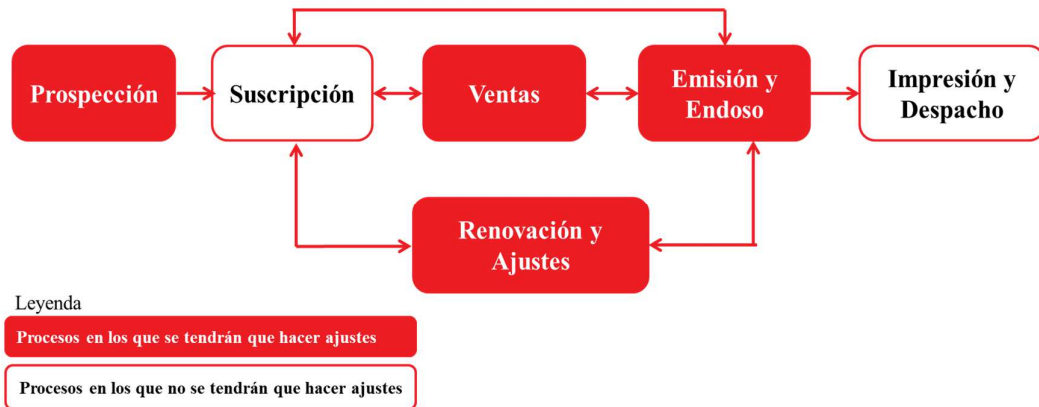 Prospección
Suscripción
Ventas
Emisión y
Endoso
Impresión y
Despacho
Renovación y
Ajustes
Leyenda
Procesos en los que se tendrán que hacer ajustes
Procesos en los que no se tendrán que hacer ajustes